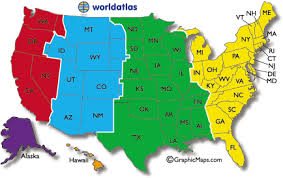 worldatlas
WA
MT
ND
MN
VT
NH
ME
OR
ID
SD
WI
MI
NY
MA
WY
RI
CT
NJ
DE
MD
NV
UT
CO
NE
IA
IL
IN
OH
PA
WV
VA
CA
KS
MO
KY
NC
AZ
NM
OK
AR
TN
SC
TX
LA
MS
AL
GA
FL
Alaska
Hawaii
©GraphicMaps.com